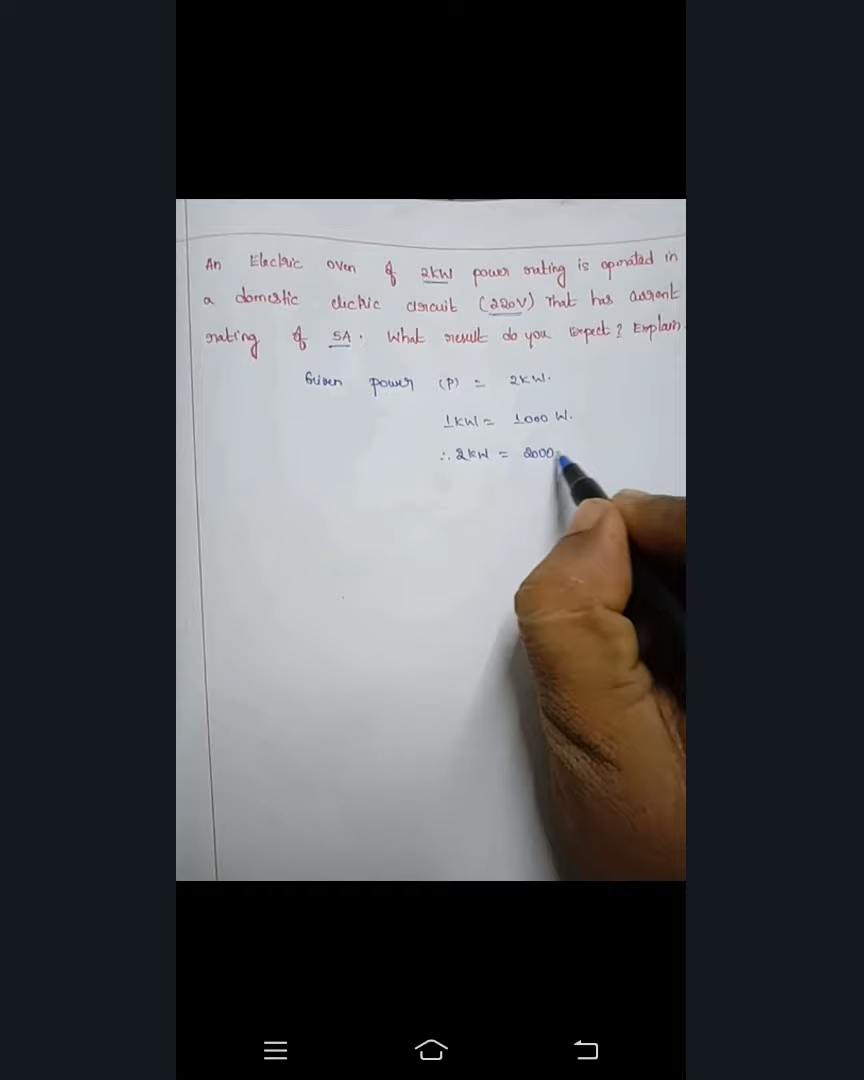 An Electric oven of 2kW power rating is operated in
a domestic electric circuit (220V) That has current
rating of 5A. What result do you Expect? Explain.
Given power (P) = 2kW.
1kW = 1000 W.
∴ 2kW = 2000